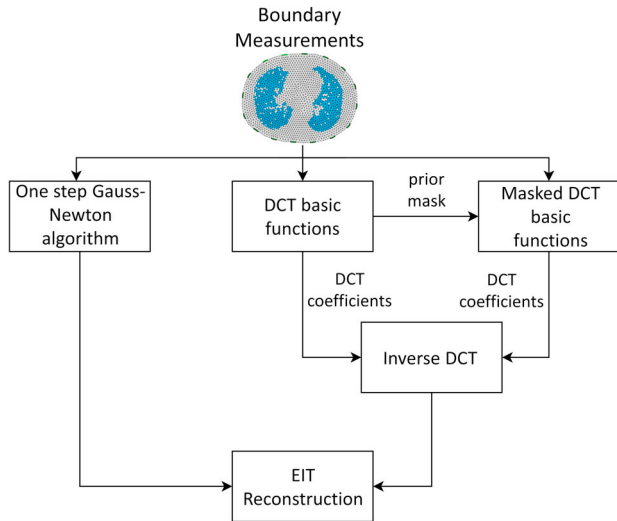 Boundary
Measurements
One step Gauss-
Newton
algorithm
DCT basic
functions
prior
mask
Masked DCT
basic
functions
DCT
coefficients
DCT
coefficients
Inverse DCT
EIT
Reconstruction